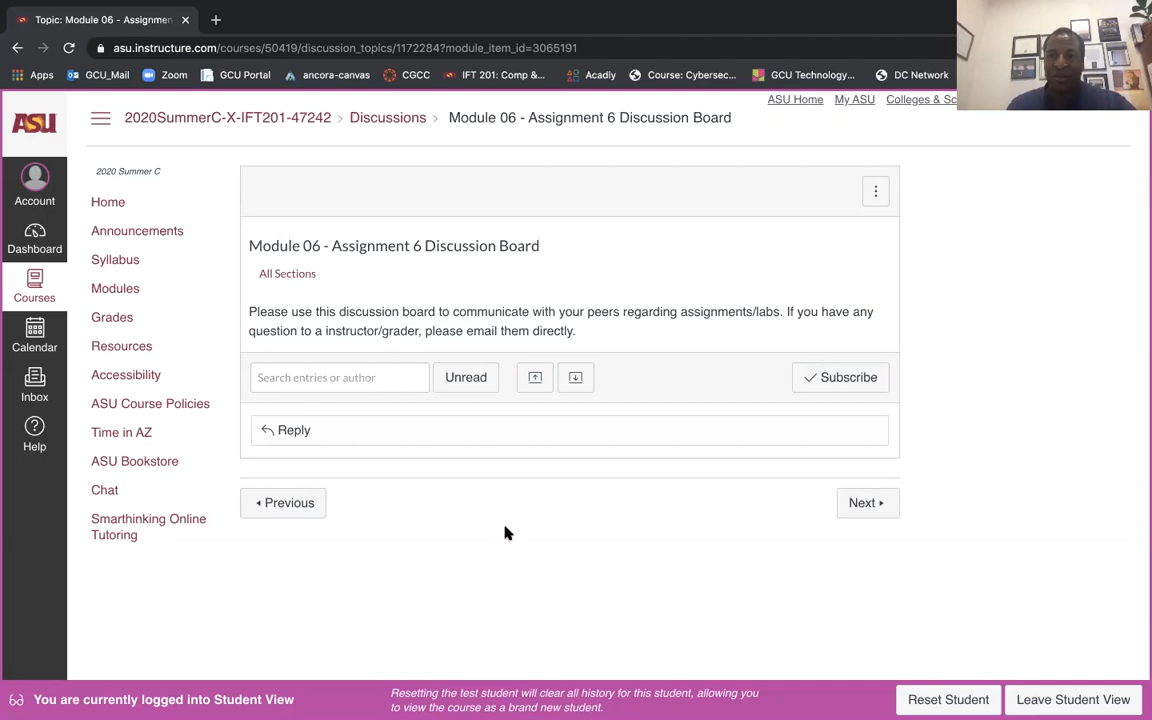 Topic: Module 06 - Assignmen
asu.instructure.com/courses/50419/discussion_topics/1172284?module_item_id=3065191
Apps GCU_Mail Zoom GCU Portal ancora-canvas CGCC IFT 201: Comp &... Acadly Course: Cybersec... GCU Technology... DC Network
ASU Home My ASU Colleges & Sc
ASU
2020SummerC-X-IFT201-47242 › Discussions › Module 06 - Assignment 6 Discussion Board
Account
Dashboard
Courses
Calendar
Inbox
Help
2020 Summer C
Home
Announcements
Syllabus
Modules
Grades
Resources
Accessibility
ASU Course Policies
Time in AZ
ASU Bookstore
Chat
Smarthinking Online
Tutoring
Module 06 - Assignment 6 Discussion Board
All Sections
Please use this discussion board to communicate with your peers regarding assignments/labs. If you have any
question to a instructor/grader, please email them directly.
Search entries or author Unread Subscribe
Reply
Previous Next
You are currently logged into Student View
Resetting the test student will clear all history for this student, allowing you
to view the course as a brand new student.
Reset Student Leave Student View